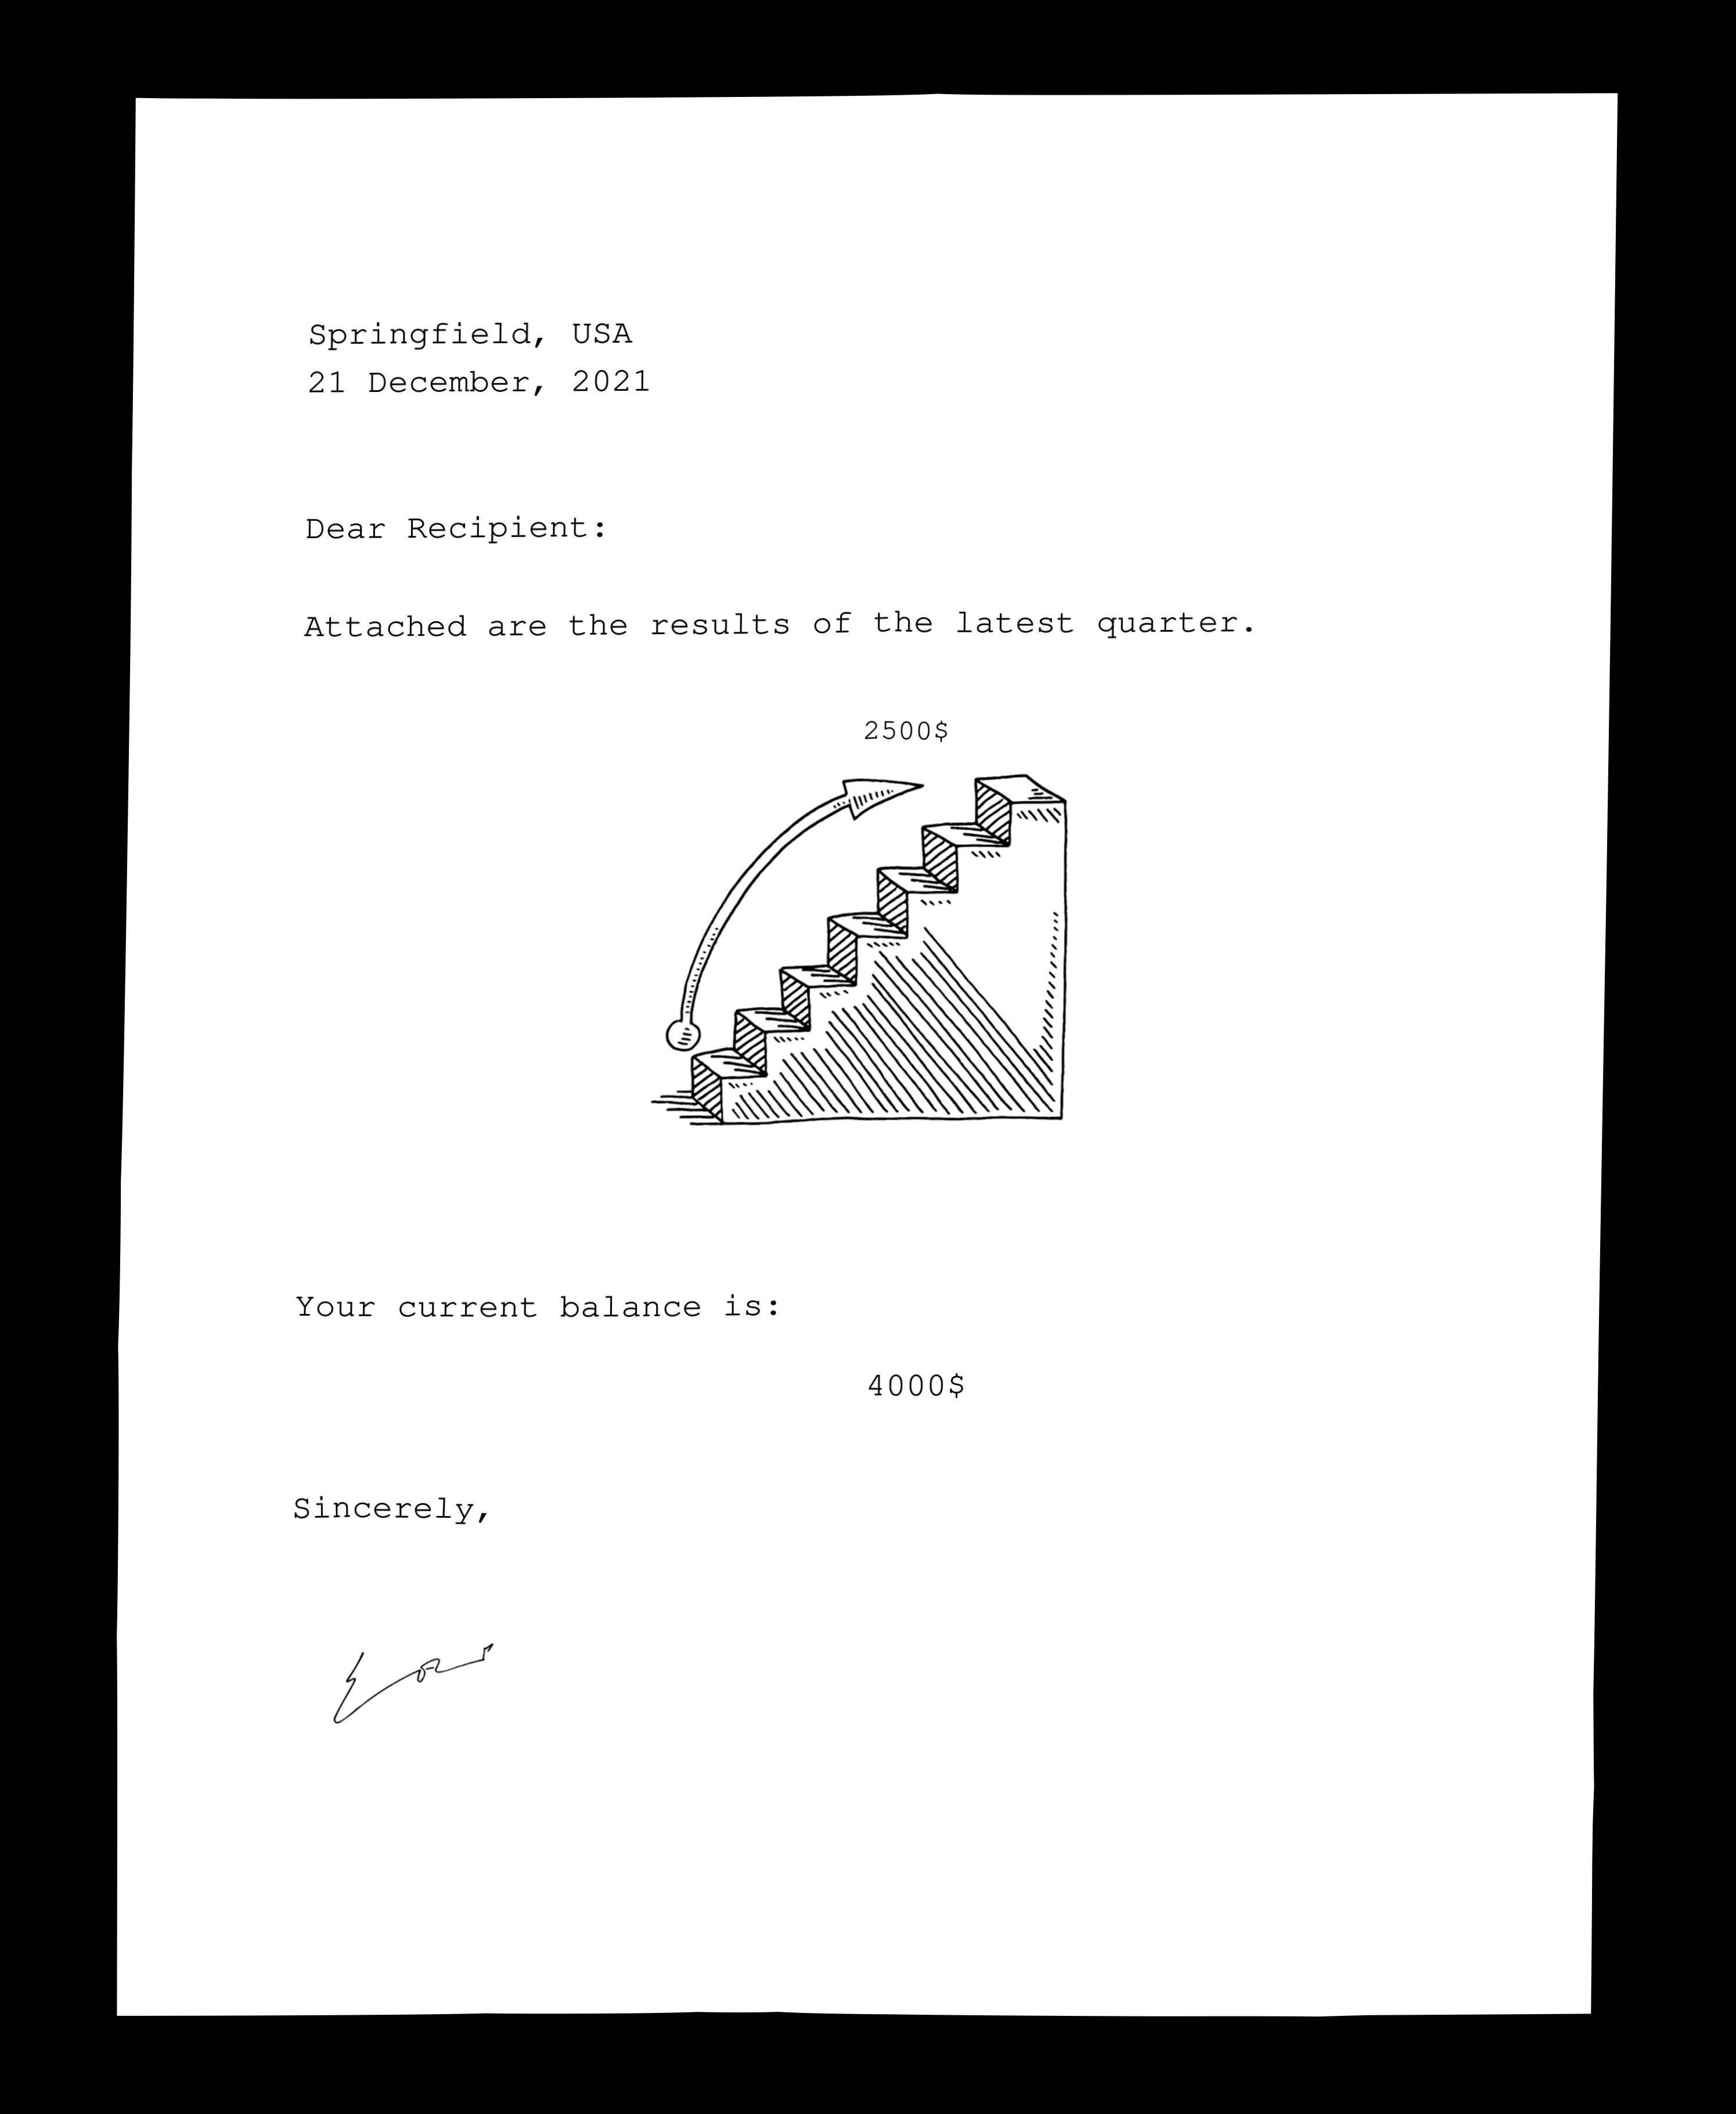 Springfield, USA
21 December, 2021
Dear Recipient:
Attached are the results of the latest quarter.
2500$
Your current balance is:
4000$
Sincerely,